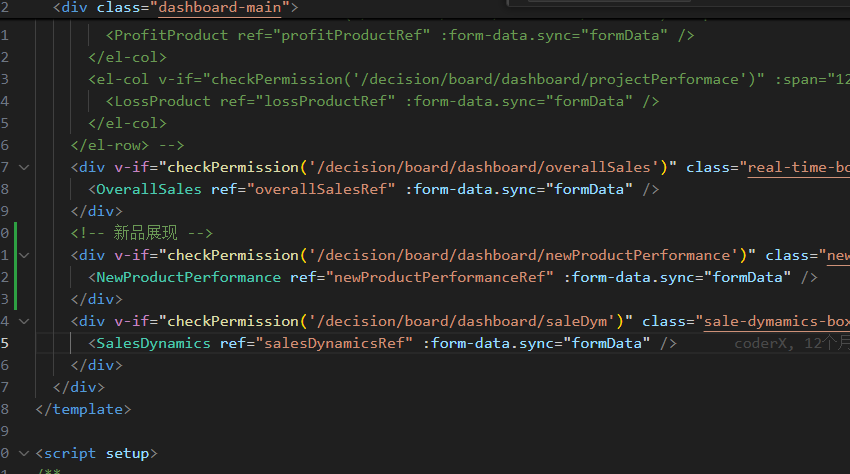 2 <div class="dashboard-main">
1 <ProfitProduct ref="profitProductRef" :form-data.sync="formData" />
2 </el-col>
3 <el-col v-if="checkPermission('/decision/board/dashboard/projectPerformace')" :span="12
4 <LossProduct ref="lossProductRef" :form-data.sync="formData" />
5 </el-col>
6 </el-row> -->
7 <div v-if="checkPermission('/decision/board/dashboard/overallSales')" class="real-time-bo
8 <OverallSales ref="overallSalesRef" :form-data.sync="formData" />
9 </div>
0 <!-- 新品展现 -->
1 <div v-if="checkPermission('/decision/board/dashboard/newProductPerformance')" class="new
2 <NewProductPerformance ref="newProductPerformanceRef" :form-data.sync="formData" />
3 </div>
4 <div v-if="checkPermission('/decision/board/dashboard/saleDym')" class="sale-dymamics-box
5 <SalesDynamics ref="salesDynamicsRef" :form-data.sync="formData" /> coderX, 12个月
6 </div>
7 </div>
8 </template>
9
0 <script setup>
1 /**